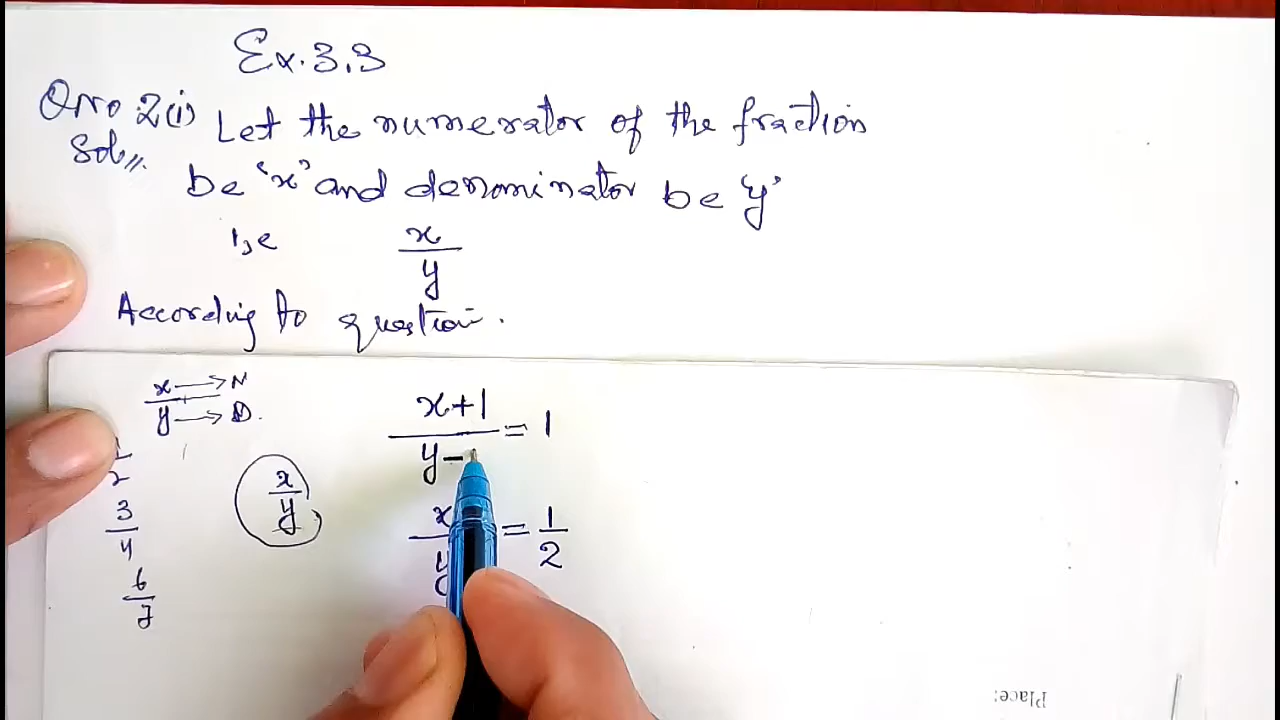 Ex. 3.3
Qno 2(i) Let the numerator of the fraction
Sol//.
be 'x' and denominator be 'y'
i,e x/y
According to question.
x → N
y → D.
x+1/y- = 1
2
3/4
x/y
= 1/2
6/7
Place: